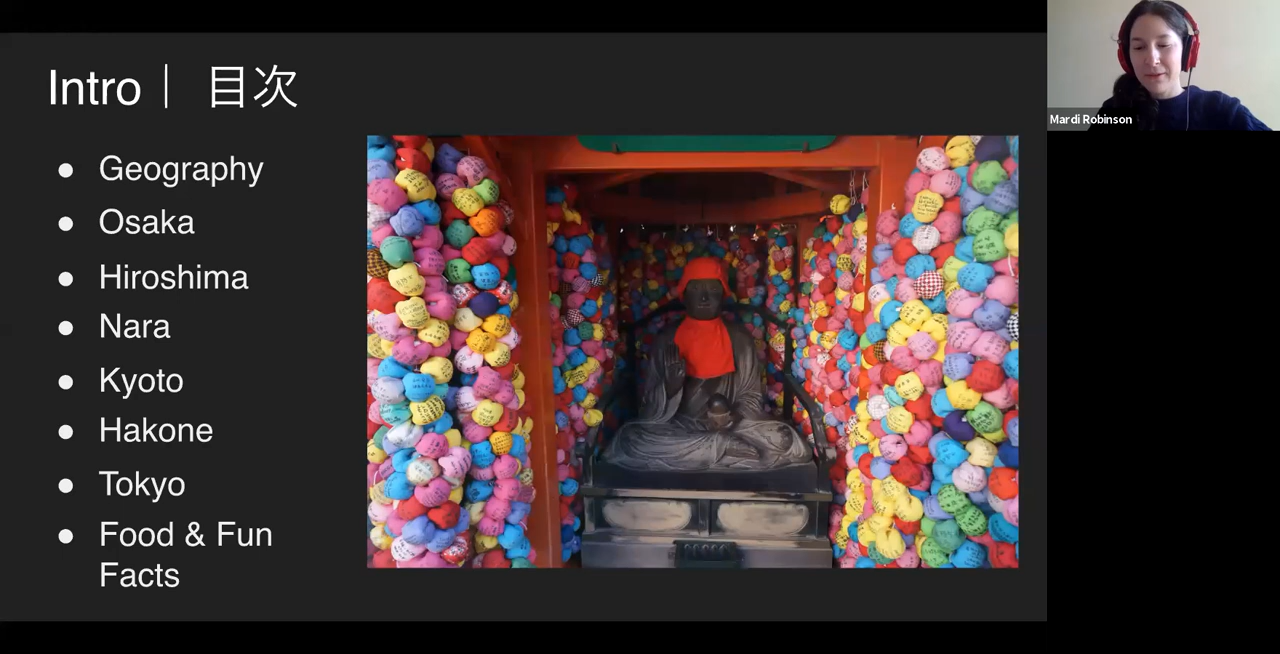 Intro｜ 目次
Geography
Osaka
Hiroshima
Nara
Kyoto
Hakone
Tokyo
Food & Fun
Facts
Mardi Robinson